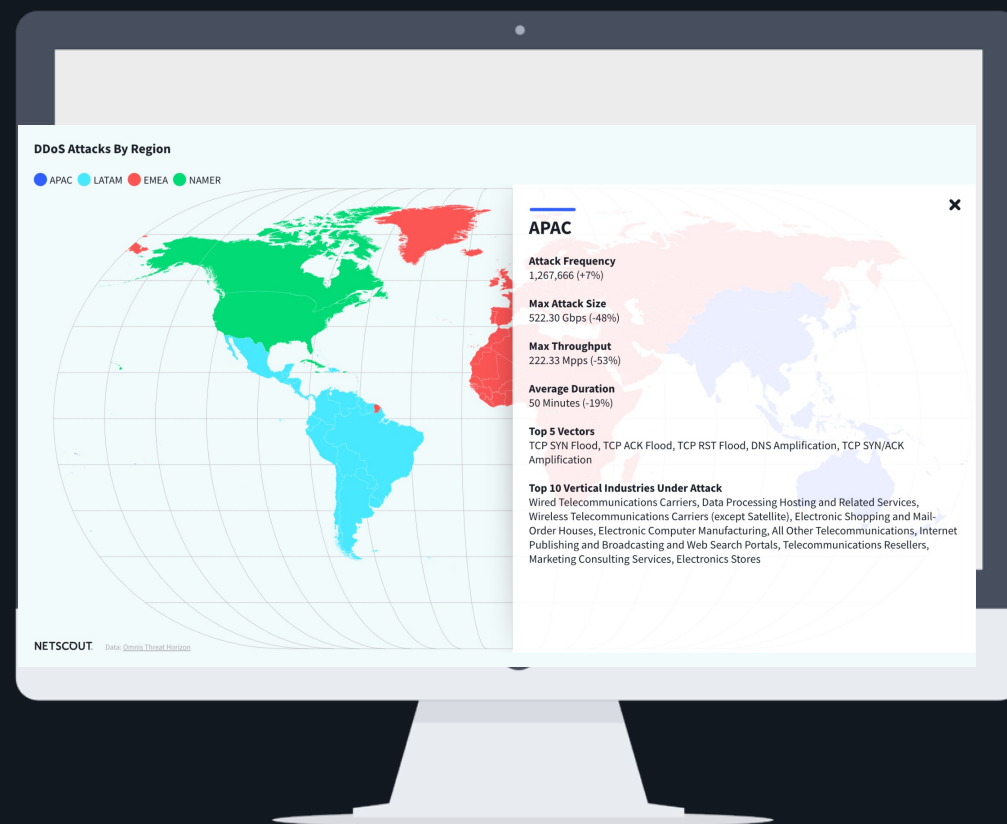 DDoS Attacks By Region
APAC LATAM EMEA NAMER
APAC
Attack Frequency
1,267,666 (+7%)
Max Attack Size
522.30 Gbps (-48%)
Max Throughput
222.33 Mpps (-53%)
Average Duration
50 Minutes (-19%)
Top 5 Vectors
TCP SYN Flood, TCP ACK Flood, TCP RST Flood, DNS Amplification, TCP SYN/ACK
Amplification
Top 10 Vertical Industries Under Attack
Wired Telecommunications Carriers, Data Processing Hosting and Related Services,
Wireless Telecommunications Carriers (except Satellite), Electronic Shopping and Mail-
Order Houses, Electronic Computer Manufacturing, All Other Telecommunications, Internet
Publishing and Broadcasting and Web Search Portals, Telecommunications Resellers,
Marketing Consulting Services, Electronics Stores
NETSCOUT. Data: Omnis Threat Horizon